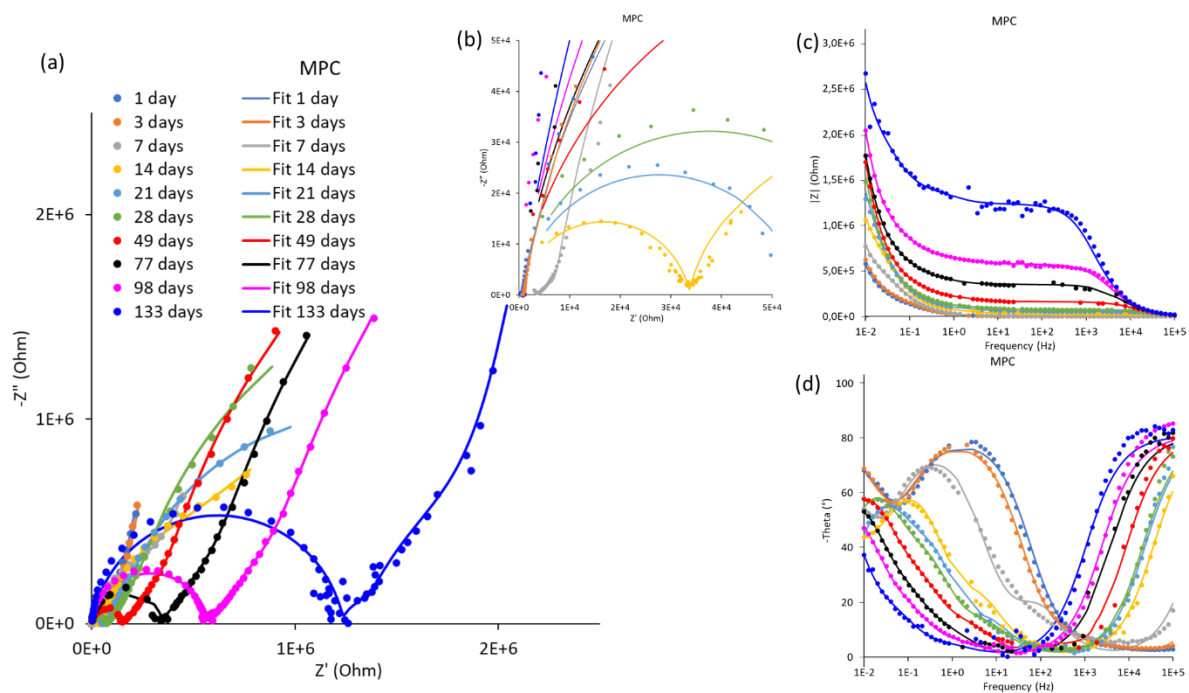 (a)
MPC
1 day Fit 1 day
3 days Fit 3 days
7 days Fit 7 days
14 days Fit 14 days
21 days Fit 21 days
28 days Fit 28 days
49 days Fit 49 days
77 days Fit 77 days
98 days Fit 98 days
133 days Fit 133 days
2E+6
1E+6
0E+0
-Z'' (Ohm)
0E+0 1E+6 2E+6
Z' (Ohm)
MPC
(b)
5E+4
4E+4
3E+4
2E+4
1E+4
0E+0
-Z'' (Ohm)
0E+0 1E+4 2E+4 3E+4 4E+4 5E+4
Z' (Ohm)
MPC
(c)
3,0E+6
2,5E+6
2,0E+6
1,5E+6
1,0E+6
5,0E+5
0,0E+0
|Z| (Ohm)
1E-2 1E-1 1E+0 1E+1 1E+2 1E+3 1E+4 1E+5
Frequency (Hz)
MPC
(d)
100
80
60
40
20
0
-Theta (°)
1E-2 1E-1 1E+0 1E+1 1E+2 1E+3 1E+4 1E+5
Frequency (Hz)